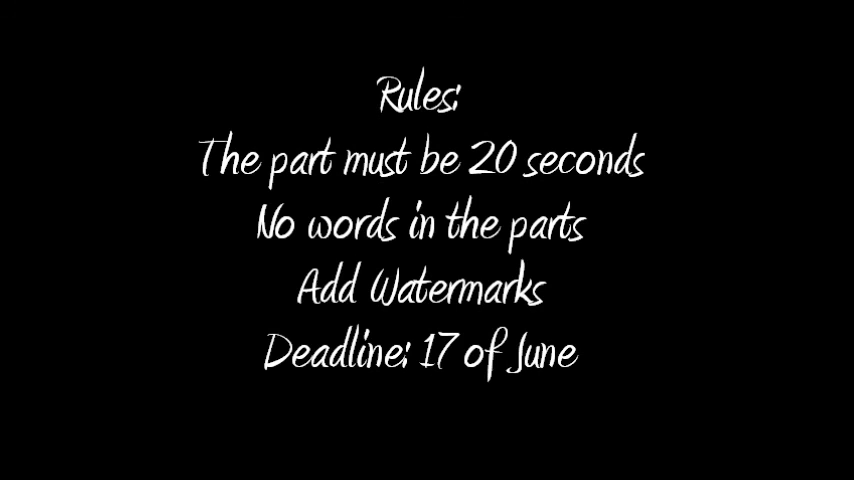 Rules:
The part must be 20 seconds
No words in the parts
Add Watermarks
Deadline: 17 of June